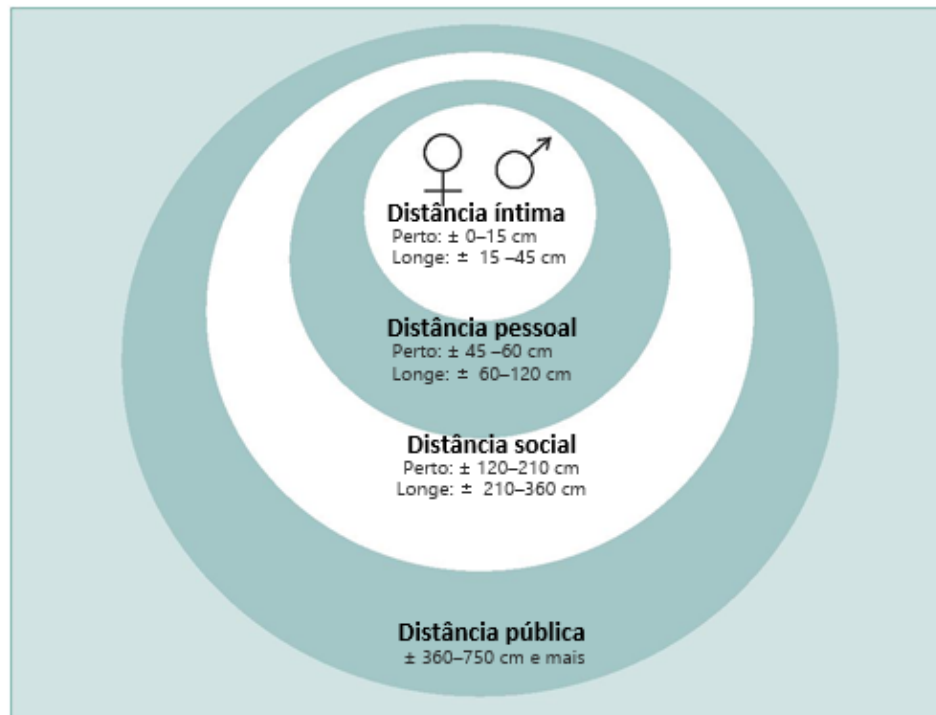 Distância íntima
Perto: ± 0–15 cm
Longe: ± 15 –45 cm
Distância pessoal
Perto: ± 45 –60 cm
Longe: ± 60–120 cm
Distância social
Perto: ± 120–210 cm
Longe: ± 210–360 cm
Distância pública
± 360–750 cm e mais